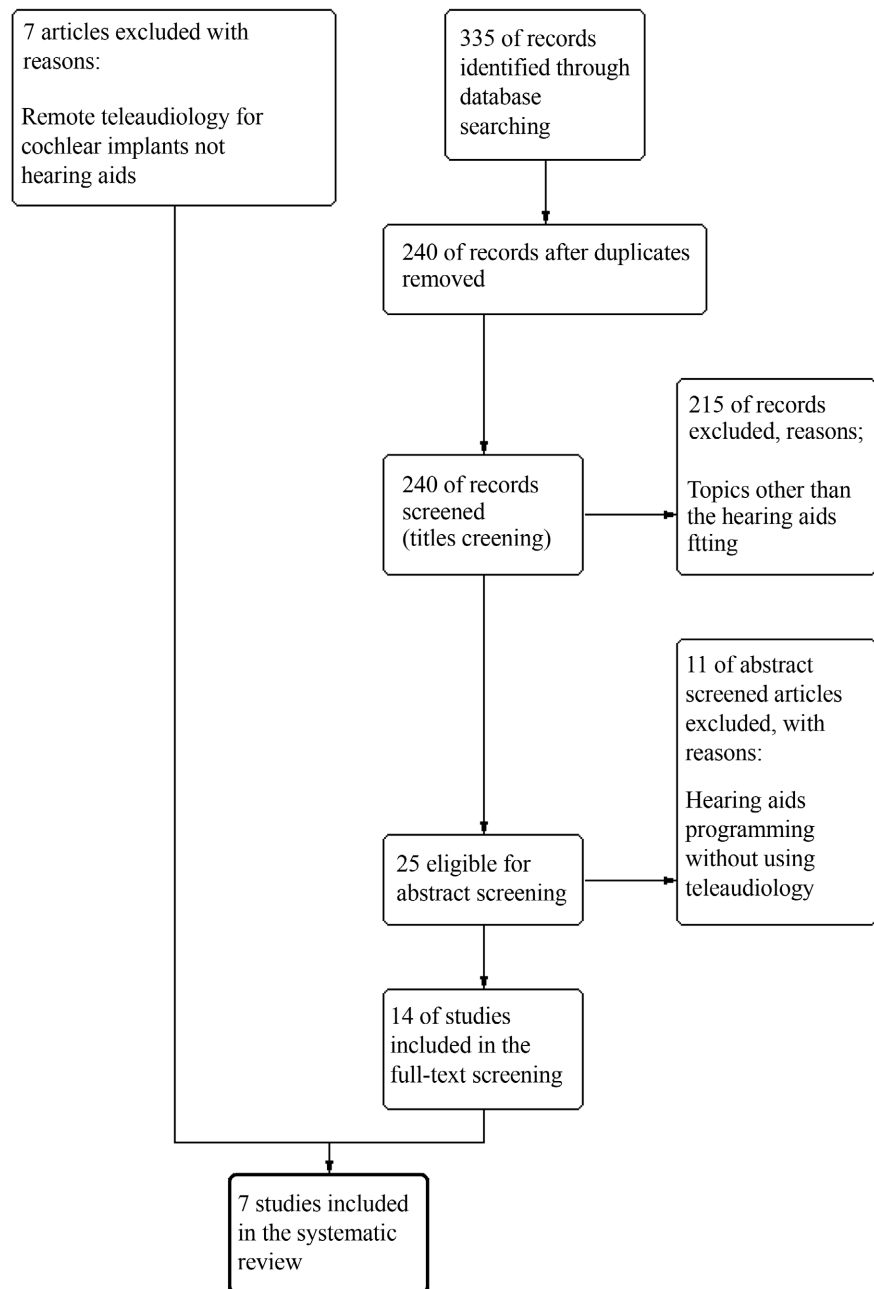 7 articles excluded with
reasons:
Remote teleaudiology for
cochlear implants not
hearing aids
335 of records
identified through
database
searching
240 of records after duplicates
removed
240 of records
screened
(titles creening)
215 of records
excluded, reasons;
Topics other than
the hearing aids
ftting
25 eligible for
abstract screening
11 of abstract
screened articles
excluded, with
reasons:
Hearing aids
programming
without using
teleaudiology
14 of studies
included in the
full-text screening
7 studies included
in the systematic
review